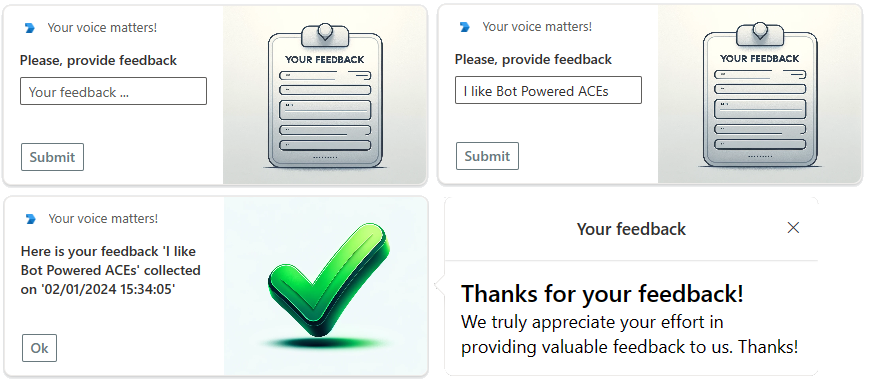 Your voice matters!
Please, provide feedback
Your feedback ...
Submit
YOUR FEEDBACK
Your voice matters!
Please, provide feedback
I like Bot Powered ACEs
Submit
YOUR FEEDBACK
Your voice matters!
Here is your feedback 'I like
Bot Powered ACEs' collected
on '02/01/2024 15:34:05'
Ok
Your feedback
Thanks for your feedback!
We truly appreciate your effort in
providing valuable feedback to us. Thanks!